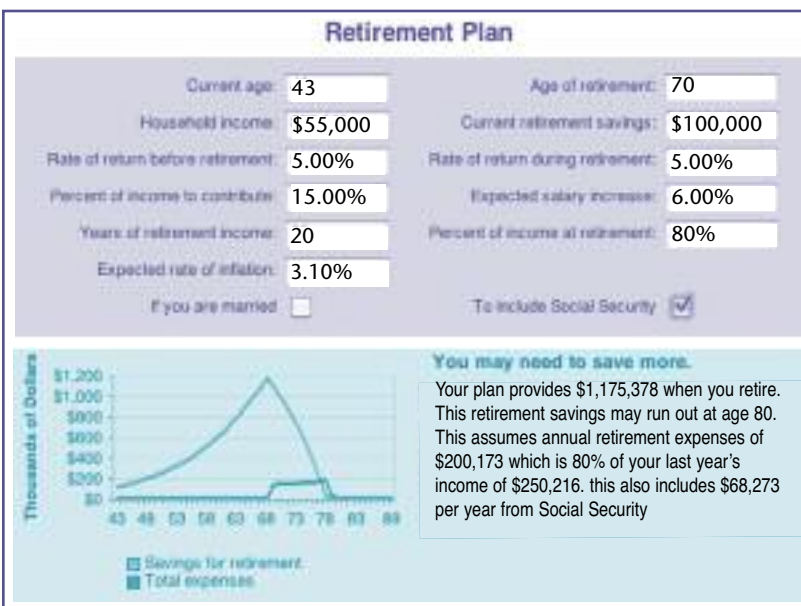 Retirement Plan
Current age: 43
Age of retirement: 70
Household income: $55,000
Current retirement savings: $100,000
Rate of return before retirement: 5.00%
Rate of return during retirement: 5.00%
Percent of income to contribute: 15.00%
Expected salary increase: 6.00%
Years of retirement income: 20
Percent of income at retirement: 80%
Expected rate of inflation: 3.10%
If you are married
To include Social Security
Thousands of Dollars
$1,200
$1,000
$800
$600
$400
$200
$0
43 48 53 58 63 68 73 78 83 88
Savings for retirement
Total expenses
You may need to save more.
Your plan provides $1,175,378 when you retire.
This retirement savings may run out at age 80.
This assumes annual retirement expenses of
$200,173 which is 80% of your last year's
income of $250,216. this also includes $68,273
per year from Social Security